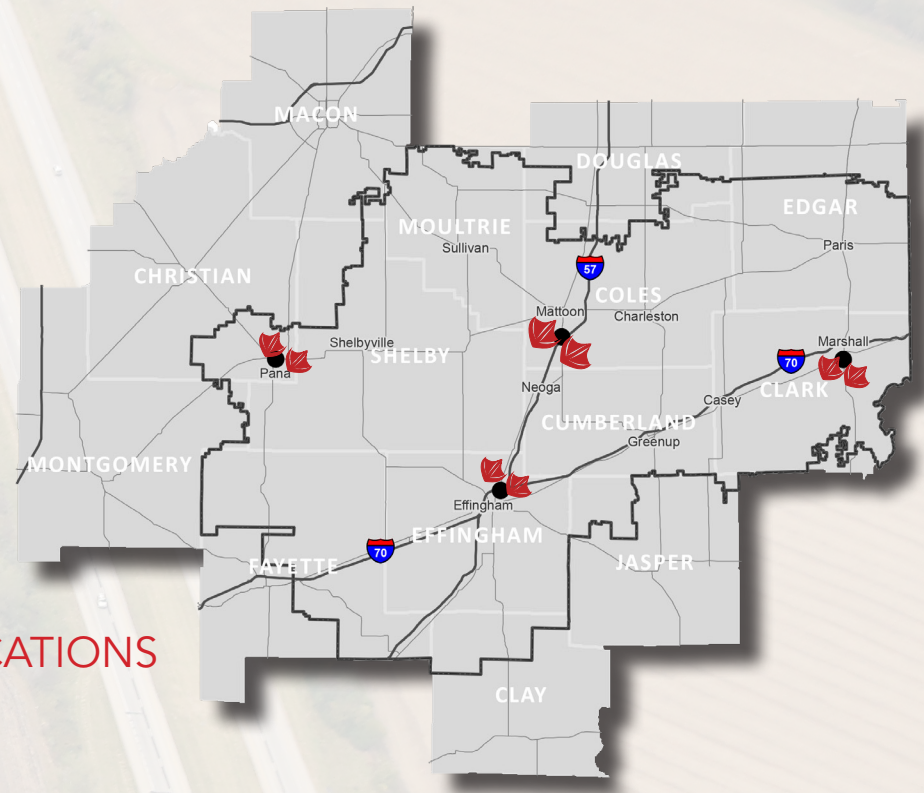 MACON
DOUGLAS
EDGAR
MOULTRIE
Sullivan
Paris
CHRISTIAN
57
COLES
Mattoon
Charleston
Shelbyville
SHELBY
Marshall
70
Pana
Neoga
CLARK
Casey
CUMBERLAND
Greenup
MONTGOMERY
Effingham
EFFINGHAM
70
FAYETTE
JASPER
CATIONS
CLAY